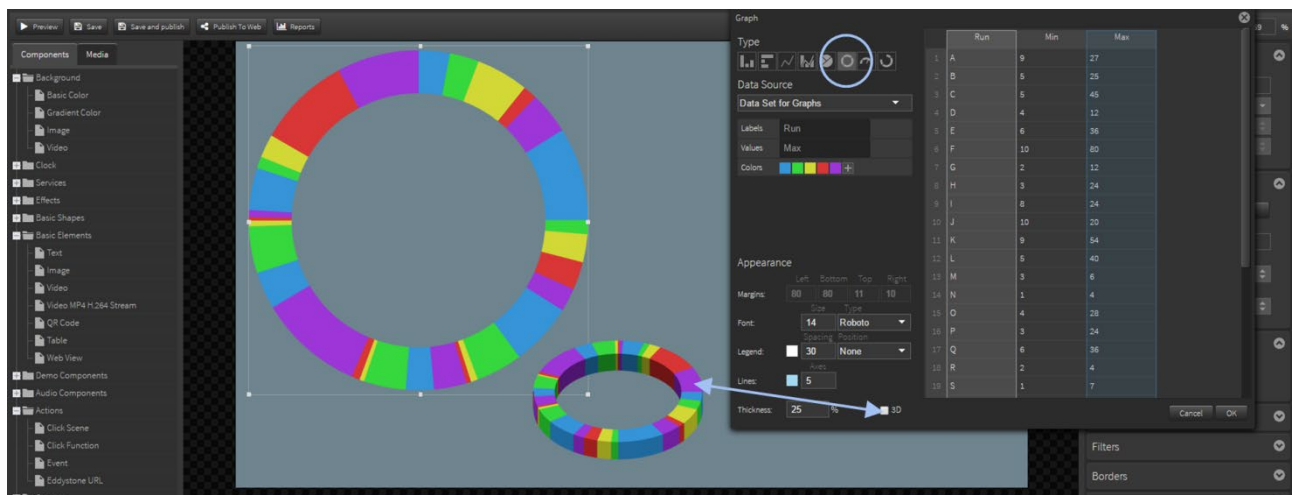 Preview Save Save and publish Publish To Web Reports
Components Media
Background
Basic Color
Gradient Color
Image
Video
Clock
Services
Effects
Basic Shapes
Basic Elements
Text
Image
Video
Video MP4 H.264 Stream
QR Code
Table
Web View
Demo Components
Audio Components
Actions
Click Scene
Click Function
Event
Eddystone URL
Graph
Type
Data Source
Data Set for Graphs
Labels Run
Values Max
Colors
Appearance
Left Bottom Top Right
Margins: 80 80 11 10
Size Type
Font: 14 Roboto
Spacing Position
Legend: 30 None
Axes
Lines: 5
Thickness: 25 % 3D
Run Min Max
1 A 9 27
2 B 5 25
3 C 5 45
4 D 4 12
5 E 6 36
6 F 10 80
7 G 2 12
8 H 3 24
9 I 8 24
10 J 10 20
11 K 9 54
12 L 5 40
13 M 3 6
14 N 1 4
15 O 4 28
16 P 3 24
17 Q 6 36
18 R 2 4
19 S 1 7
Cancel OK
%
Filters
Borders